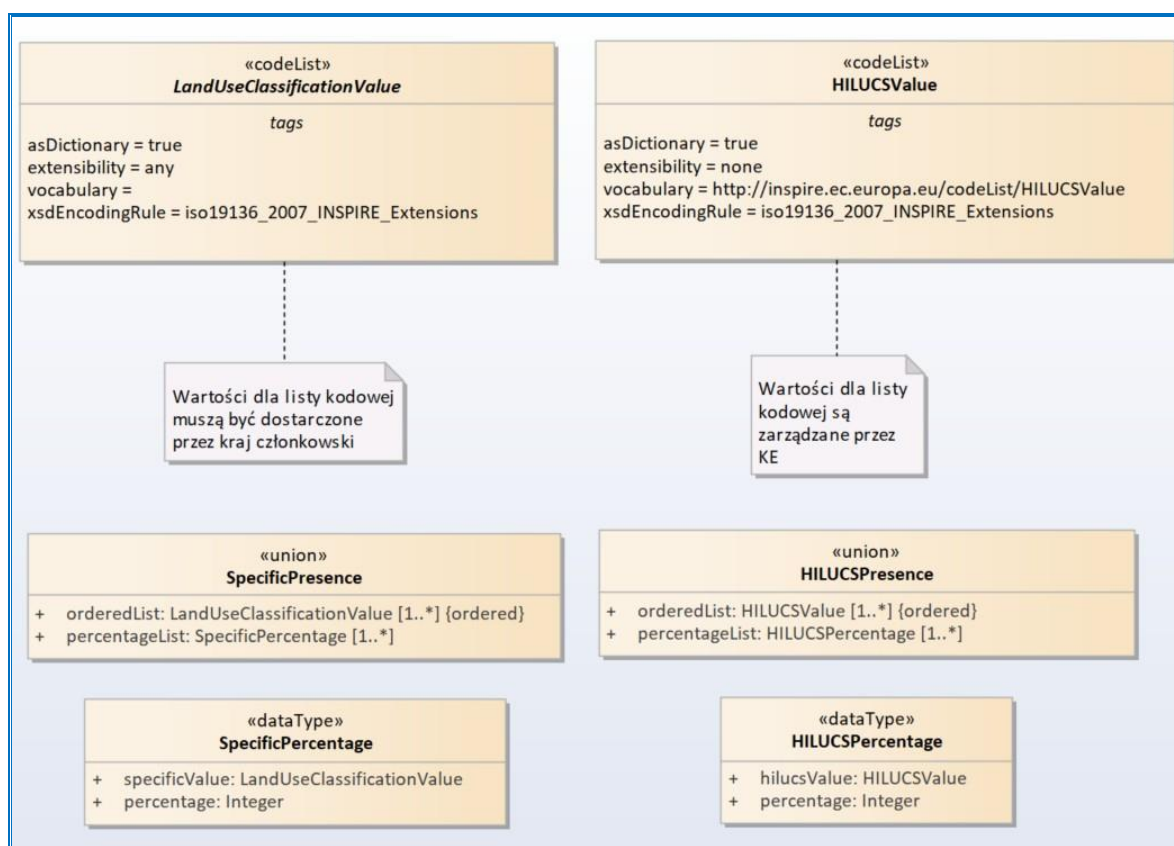 «codeList»
LandUseClassificationValue
tags
asDictionary = true
extensibility = any
vocabulary =
xsdEncodingRule = iso19136_2007_INSPIRE_Extensions
«codeList»
HILUCSValue
tags
asDictionary = true
extensibility = none
vocabulary = http://inspire.ec.europa.eu/codeList/HILUCSValue
xsdEncodingRule = iso19136_2007_INSPIRE_Extensions
Wartości dla listy kodowej
muszą być dostarczone
przez kraj członkowski
Wartości dla listy
kodowej są
zarządzane przez
KE
«union»
SpecificPresence
+ orderedList: LandUseClassificationValue [1..*] {ordered}
+ percentageList: SpecificPercentage [1..*]
«union»
HILUCSPresence
+ orderedList: HILUCSValue [1..*] {ordered}
+ percentageList: HILUCSPercentage [1..*]
«dataType»
SpecificPercentage
+ specificValue: LandUseClassificationValue
+ percentage: Integer
«dataType»
HILUCSPercentage
+ hilucsValue: HILUCSValue
+ percentage: Integer